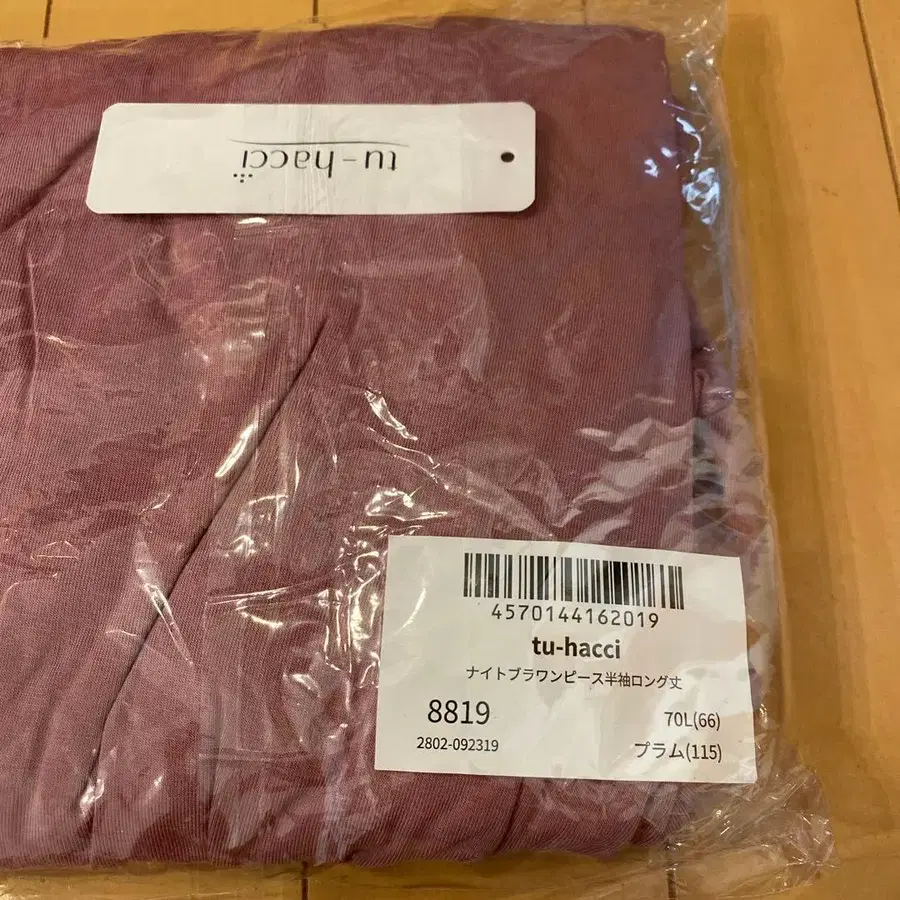 tu-hacci
4570144162019
tu-hacci
ナイトブラワンピース半袖ロング丈
8819
70L(66)
2802-092319
プラム(115)